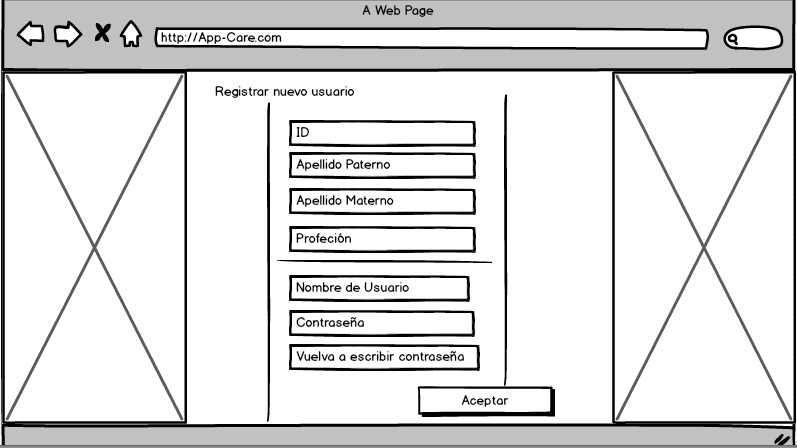 A Web Page
http://App-Care.com
Registrar nuevo usuario
ID
Apellido Paterno
Apellido Materno
Profeción
Nombre de Usuario
Contraseña
Vuelva a escribir contraseña
Aceptar